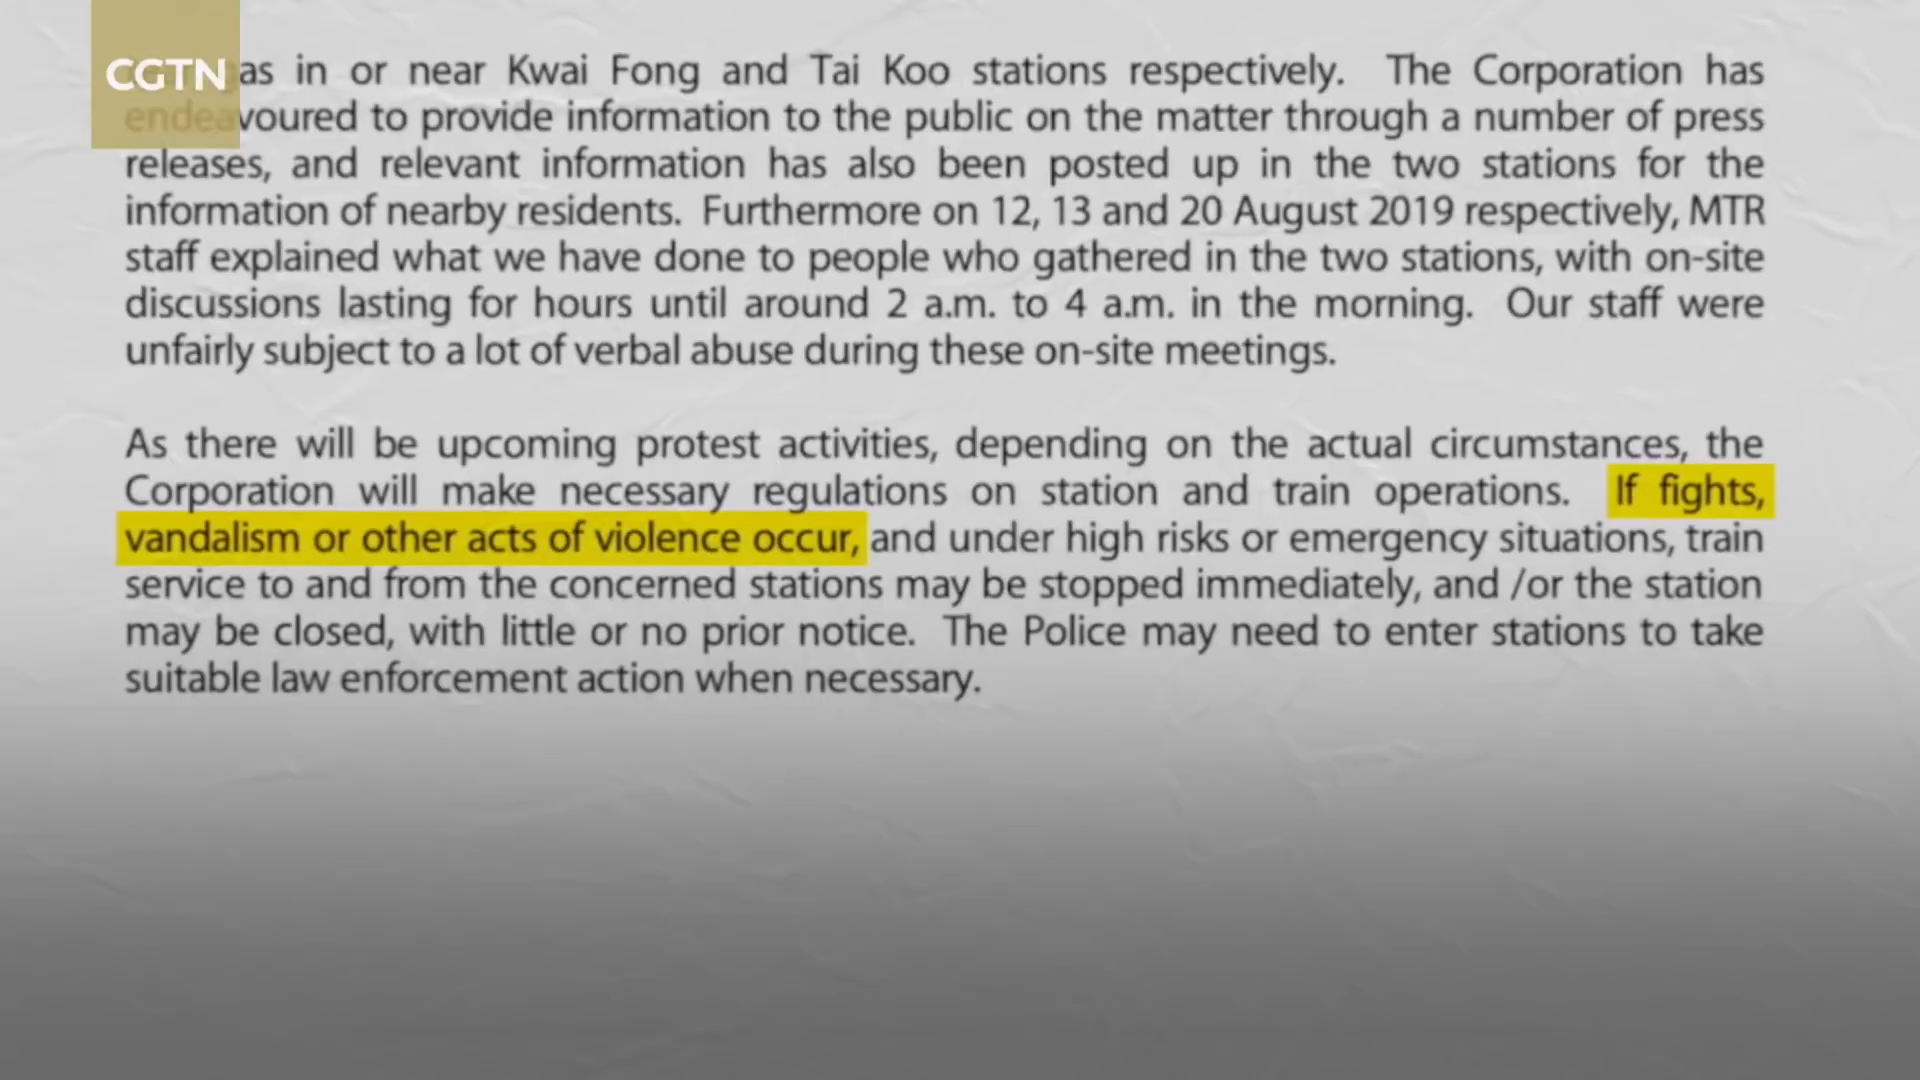 CGTN
gas in or near Kwai Fong and Tai Koo stations respectively. The Corporation has
endeavoured to provide information to the public on the matter through a number of press
releases, and relevant information has also been posted up in the two stations for the
information of nearby residents. Furthermore on 12, 13 and 20 August 2019 respectively, MTR
staff explained what we have done to people who gathered in the two stations, with on-site
discussions lasting for hours until around 2 a.m. to 4 a.m. in the morning. Our staff were
unfairly subject to a lot of verbal abuse during these on-site meetings.
As there will be upcoming protest activities, depending on the actual circumstances, the
Corporation will make necessary regulations on station and train operations. If fights,
vandalism or other acts of violence occur, and under high risks or emergency situations, train
service to and from the concerned stations may be stopped immediately, and /or the station
may be closed, with little or no prior notice. The Police may need to enter stations to take
suitable law enforcement action when necessary.